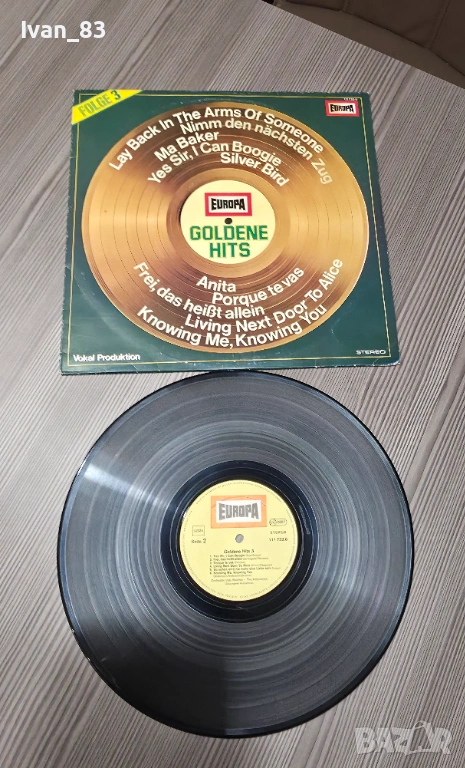 Ivan_83
FOLGE 3
EUROPA
Lay Back In The Arms Of Someone
Nimm den nächsten Zug
Ma Baker
Yes Sir, I Can Boogie
Silver Bird
EUROPA
GOLDENE
HITS
Anita
Porque te vas
Frei, das heißt allein
Living Next Door To Alice
Knowing Me, Knowing You
Vokal Produktion
STEREO
EUROPA
Seite 2
STEREO
Goldene Hits 3
BAZAR